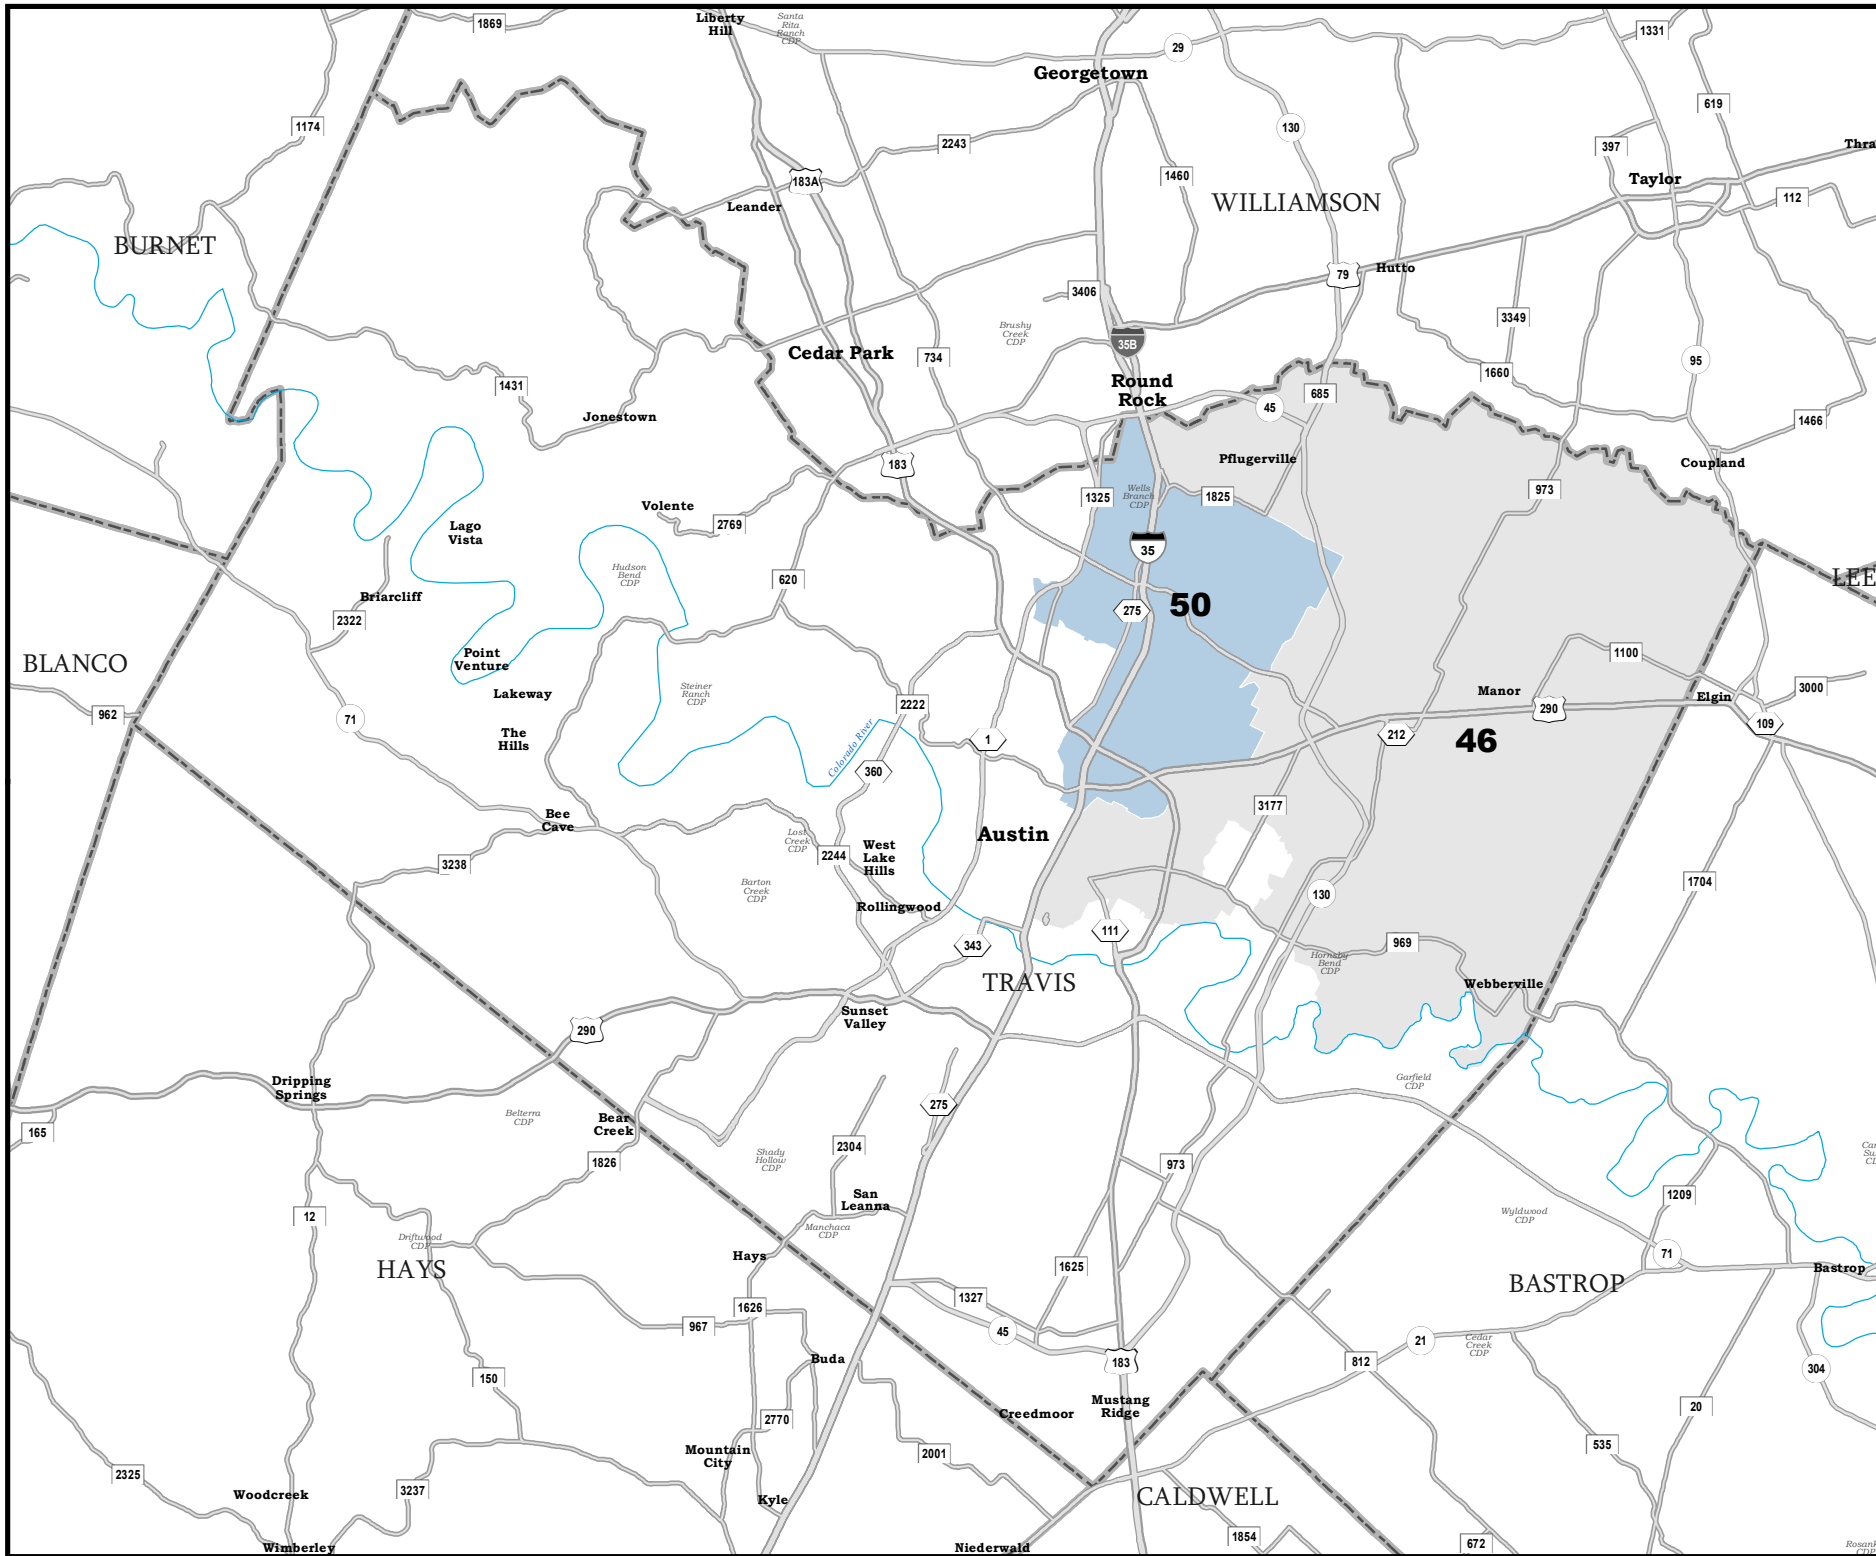 1869
Liberty
Hill
Santa
Rita
Ranch
CDP
29
1331
Georgetown
619
1174
130
2243
397
Thra
183A
1460
Taylor
112
Leander
WILLIAMSON
BURNET
79
Hutto
3406
Brushy
Creek
CDP
3349
35B
Cedar Park
734
95
1660
1431
Round
Rock
685
Jonestown
45
1466
183
Pflugerville
Coupland
1325
Wells
Branch
CDP
1825
973
Volente
2769
Lago
Vista
35
Hudson
Bend
CDP
620
LEE
Briarcliff
2322
275
50
BLANCO
Point
Venture
1100
Lakeway
Steiner
Ranch
CDP
Manor
Elgin
3000
962
71
2222
290
109
The
Hills
Colorado River
1
212
46
360
3177
Bee
Cave
Lost
Creek
CDP
Austin
3238
2244
West
Lake
Hills
Barton
Creek
CDP
1704
130
Rollingwood
343
111
969
Hornsby
Bend
CDP
TRAVIS
Webberville
290
Sunset
Valley
Dripping
Springs
Garfield
CDP
Belterra
CDP
Bear
Creek
275
165
2304
1826
Shady
Hollow
CDP
973
San
Leanna
1209
12
Manchaca
CDP
Wyldwood
CDP
Driftwood
CDP
HAYS
Hays
71
1625
Bastrop
BASTROP
1626
1327
967
45
21
Cedar
Creek
CDP
Buda
183
812
304
150
Mustang
Ridge
Creedmoor
20
2770
Mountain
City
2001
535
2325
3237
Woodcreek
Kyle
CALDWELL
1854
672
Wimberley
Niederwald